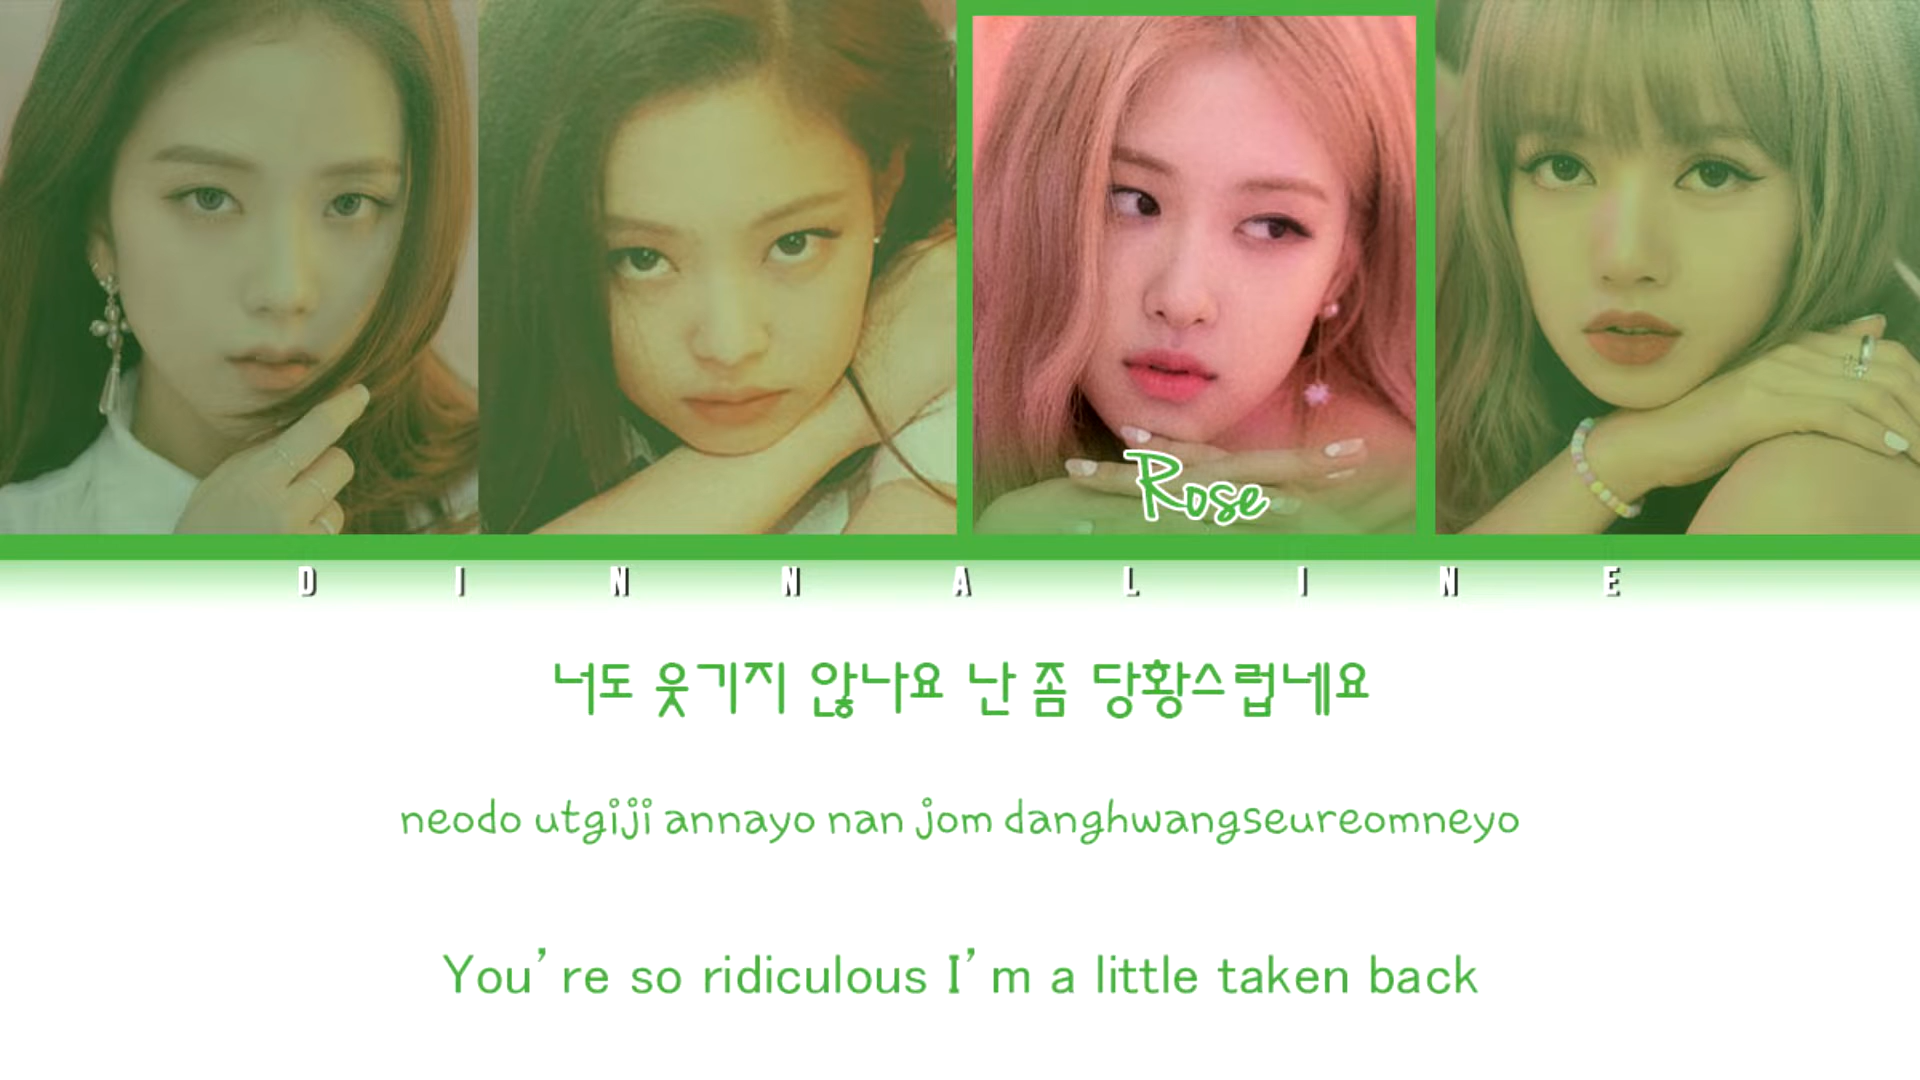 Rose
D I N N A L I N E
너도 웃기지 않나요 난 좀 당황스럽네요
neodo utgiji annayo nan jom danghwangseureomneyo
You're so ridiculous I'm a little taken back